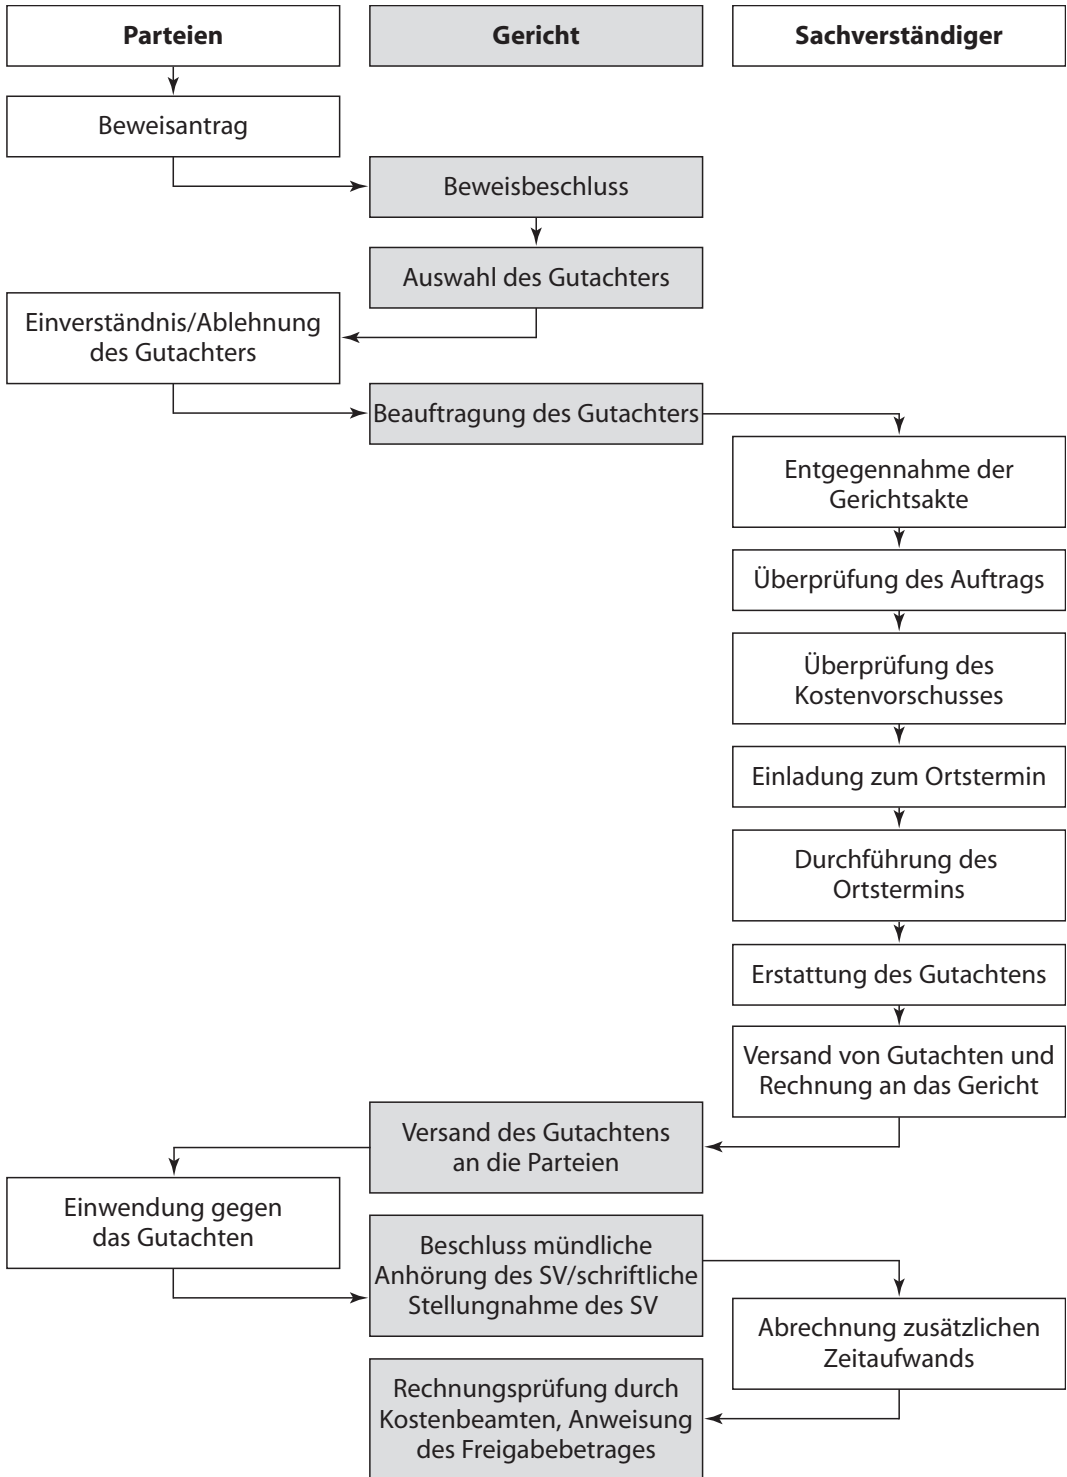 Parteien
Gericht
Sachverständiger
Beweisantrag
Beweisbeschluss
Auswahl des Gutachters
Einverständnis/Ablehnung
des Gutachters
Beauftragung des Gutachters
Entgegennahme der
Gerichtsakte
Überprüfung des Auftrags
Überprüfung des
Kostenvorschusses
Einladung zum Ortstermin
Durchführung des
Ortstermins
Erstattung des Gutachtens
Versand von Gutachten und
Rechnung an das Gericht
Versand des Gutachtens
an die Parteien
Einwendung gegen
das Gutachten
Beschluss mündliche
Anhörung des SV/schriftliche
Stellungnahme des SV
Abrechnung zusätzlichen
Zeitaufwands
Rechnungsprüfung durch
Kostenbeamten, Anweisung
des Freigabebetrages